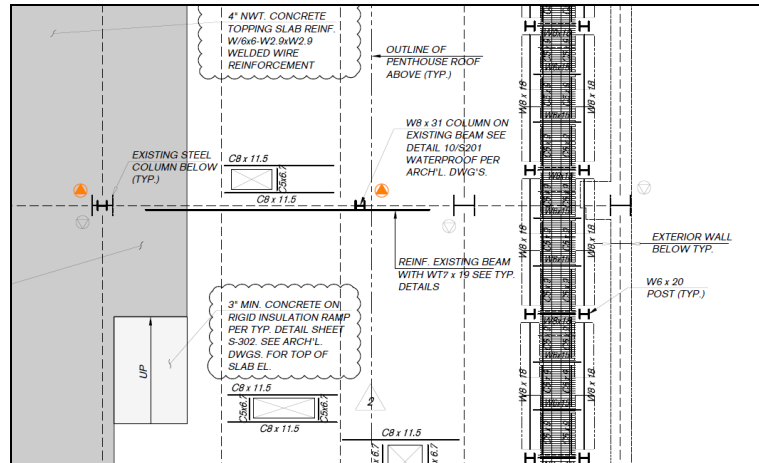 4" NWT. CONCRETE
TOPPING SLAB REINF.
W/6x6-W2.9xW2.9
WELDED WIRE
REINFORCEMENT
OUTLINE OF
PENTHOUSE ROOF
ABOVE (TYP.)
W8 x 31 COLUMN ON
EXISTING BEAM SEE
DETAIL 10/S201
WATERPROOF PER
ARCH'L. DWG'S.
EXISTING STEEL
COLUMN BELOW
(TYP.)
C8 x 11.5
C5x6.7
C8 x 11.5
REINF. EXISTING BEAM
WITH WT7 x 19 SEE TYP.
DETAILS
EXTERIOR WALL
BELOW TYP.
W6 x 20
POST (TYP.)
3" MIN. CONCRETE ON
RIGID INSULATION RAMP
PER TYP. DETAIL SHEET
S-302. SEE ARCH'L.
DWGS. FOR TOP OF
SLAB EL.
UP
C8 x 11.5
C5x6.7
C5x6.7
C8 x 11.5
2
C8 x 11.5
W8 x 18
W8 x 18
W8 x 18
W8 x 18
W8 x 18
W8 x 18